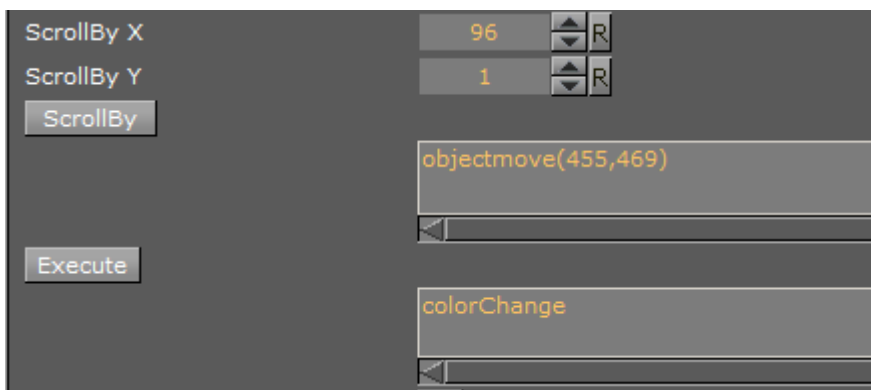 ScrollBy X 96 R
ScrollBy Y 1 R
ScrollBy
objectmove(455,469)
Execute
colorChange